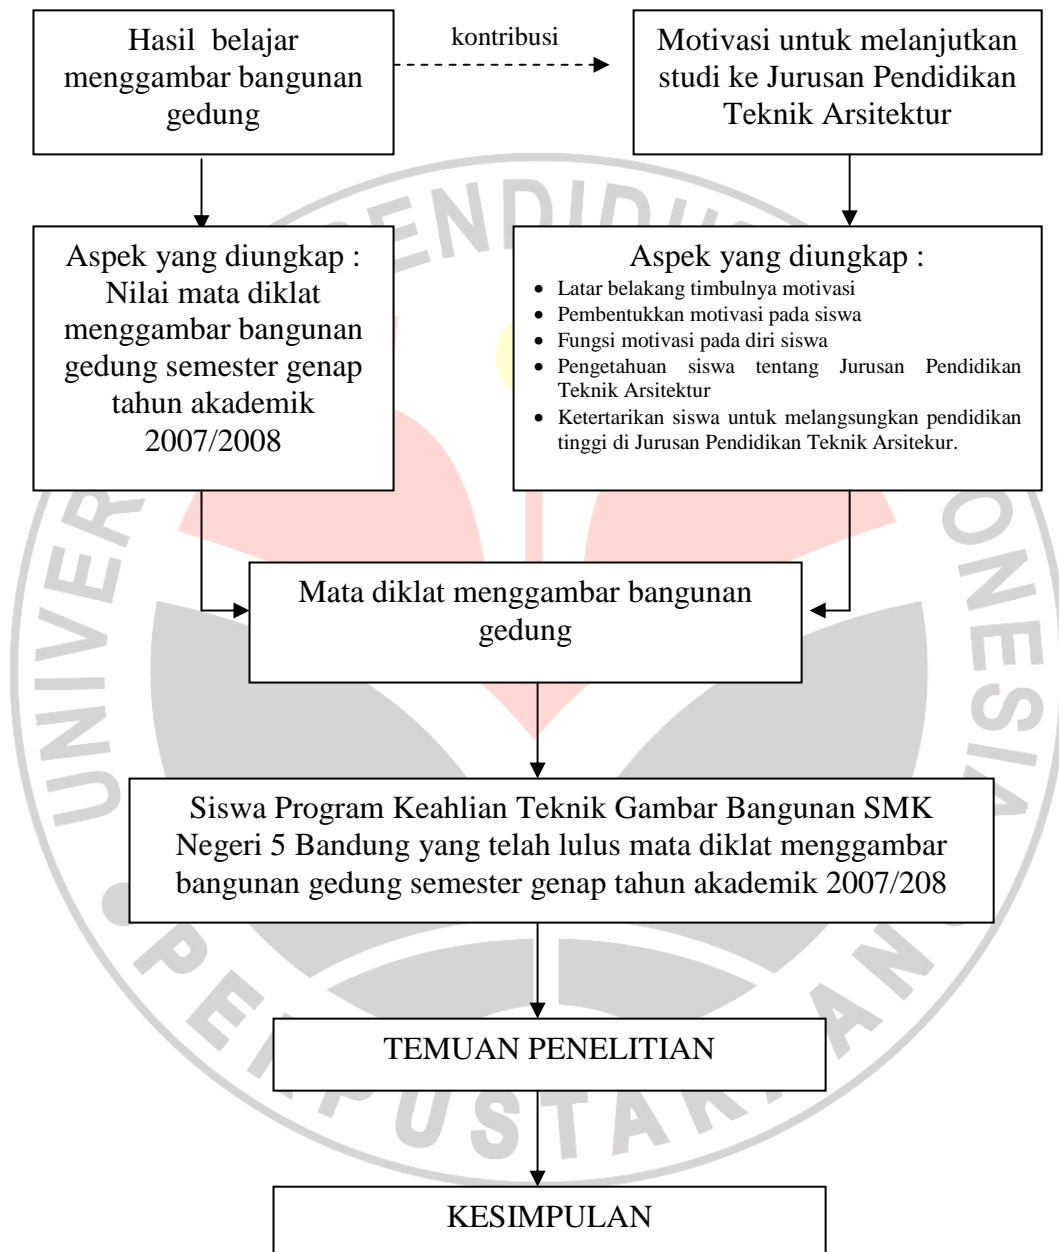 Hasil belajar
menggambar bangunan
gedung
kontribusi
Motivasi untuk melanjutkan
studi ke Jurusan Pendidikan
Teknik Arsitektur
Aspek yang diungkap :
Nilai mata diklat
menggambar bangunan
gedung semester genap
tahun akademik
2007/2008
Aspek yang diungkap :
• Latar belakang timbulnya motivasi
• Pembentukkan motivasi pada siswa
• Fungsi motivasi pada diri siswa
• Pengetahuan siswa tentang Jurusan Pendidikan
Teknik Arsitektur
• Ketertarikan siswa untuk melangsungkan pendidikan
tinggi di Jurusan Pendidikan Teknik Arsitekur.
Mata diklat menggambar bangunan
gedung
Siswa Program Keahlian Teknik Gambar Bangunan SMK
Negeri 5 Bandung yang telah lulus mata diklat menggambar
bangunan gedung semester genap tahun akademik 2007/208
TEMUAN PENELITIAN
KESIMPULAN